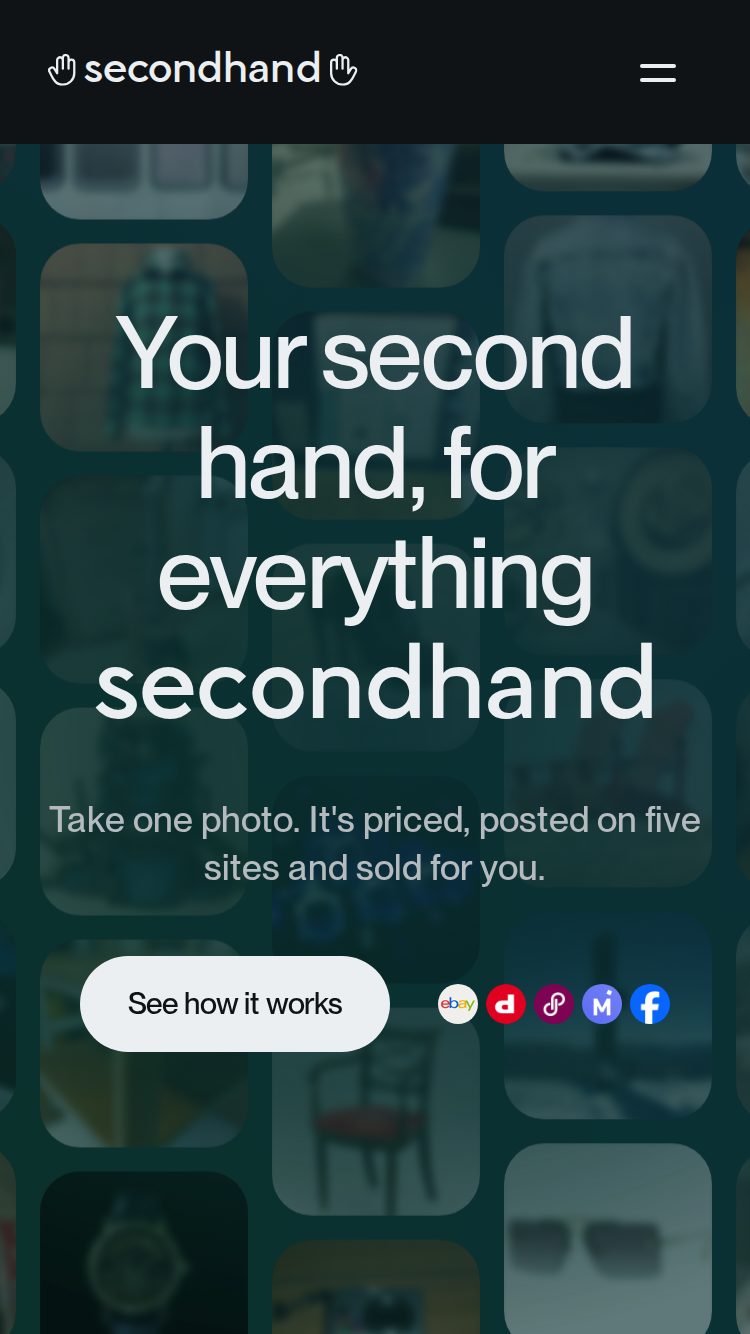 secondhand
Your second
hand, for
everything
secondhand
Take one photo. It's priced, posted on five
sites and sold for you.
See how it works
ebay